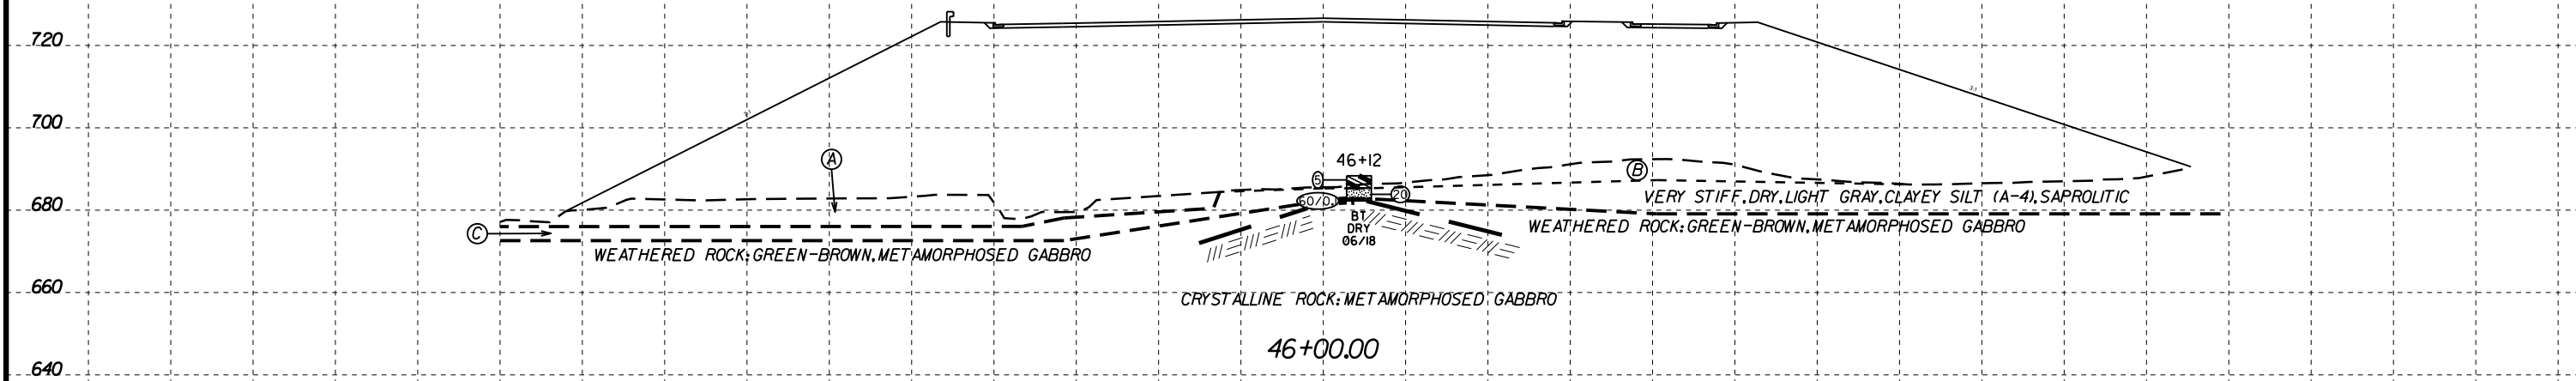 720
700
680
660
640
A
46+12
5
20
60/0.
B
C
BT
DRY
06/18
VERY STIFF, DRY, LIGHT GRAY, CLAYEY SILT (A-4), SAPROLITIC
WEATHERED ROCK: GREEN-BROWN, METAMORPHOSED GABBRO
WEATHERED ROCK: GREEN-BROWN, METAMORPHOSED GABBRO
CRYSTALLINE ROCK: METAMORPHOSED GABBRO
46+00.00